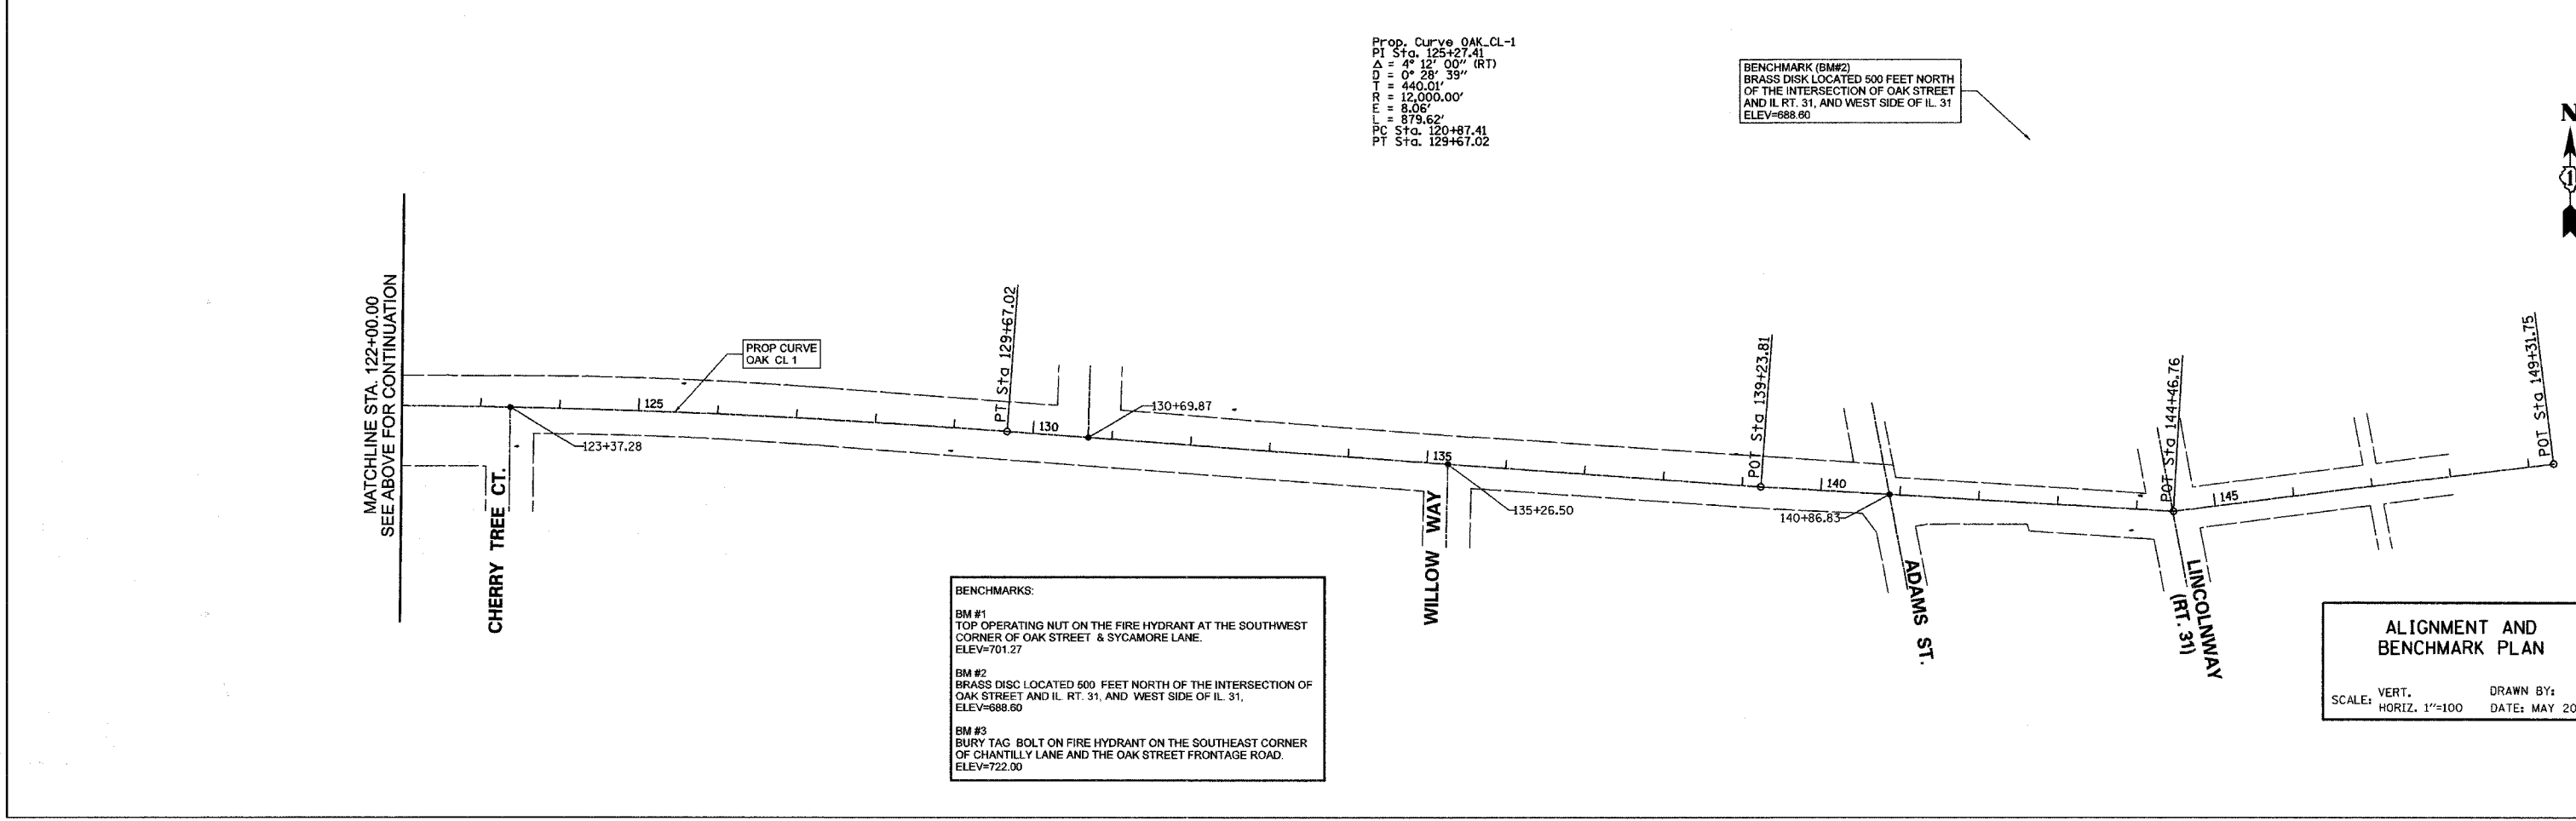 Prop. Curve OAK_CL-1
PI Sta. 125+27.41
Δ = 4° 12' 00" (RT)
D = 0° 28' 39"
T = 440.01'
R = 12,000.00'
E = 8.06'
L = 879.62'
PC Sta. 120+87.41
PT Sta. 129+67.02
BENCHMARK (BM#2)
BRASS DISK LOCATED 500 FEET NORTH
OF THE INTERSECTION OF OAK STREET
AND IL RT. 31, AND WEST SIDE OF IL. 31
ELEV=688.60
N
1
MATCHLINE STA. 122+00.00
SEE ABOVE FOR CONTINUATION
PROP CURVE
OAK CL 1
125
123+37.28
CHERRY TREE CT.
PT Sta 129+67.02
130
130+69.87
135
135+26.50
WILLOW WAY
POT Sta 139+23.81
140
140+86.83
ADAMS ST.
POT Sta 144+46.76
145
LINCOLNWAY
(RT. 31)
POT Sta 149+31.75
BENCHMARKS:
BM #1
TOP OPERATING NUT ON THE FIRE HYDRANT AT THE SOUTHWEST
CORNER OF OAK STREET & SYCAMORE LANE.
ELEV=701.27
BM #2
BRASS DISC LOCATED 500 FEET NORTH OF THE INTERSECTION OF
OAK STREET AND IL RT. 31, AND WEST SIDE OF IL. 31,
ELEV=688.60
BM #3
BURY TAG BOLT ON FIRE HYDRANT ON THE SOUTHEAST CORNER
OF CHANTILLY LANE AND THE OAK STREET FRONTAGE ROAD.
ELEV=722.00
ALIGNMENT AND
BENCHMARK PLAN
SCALE: VERT.
HORIZ. 1"=100
DRAWN BY:
DATE: MAY 20